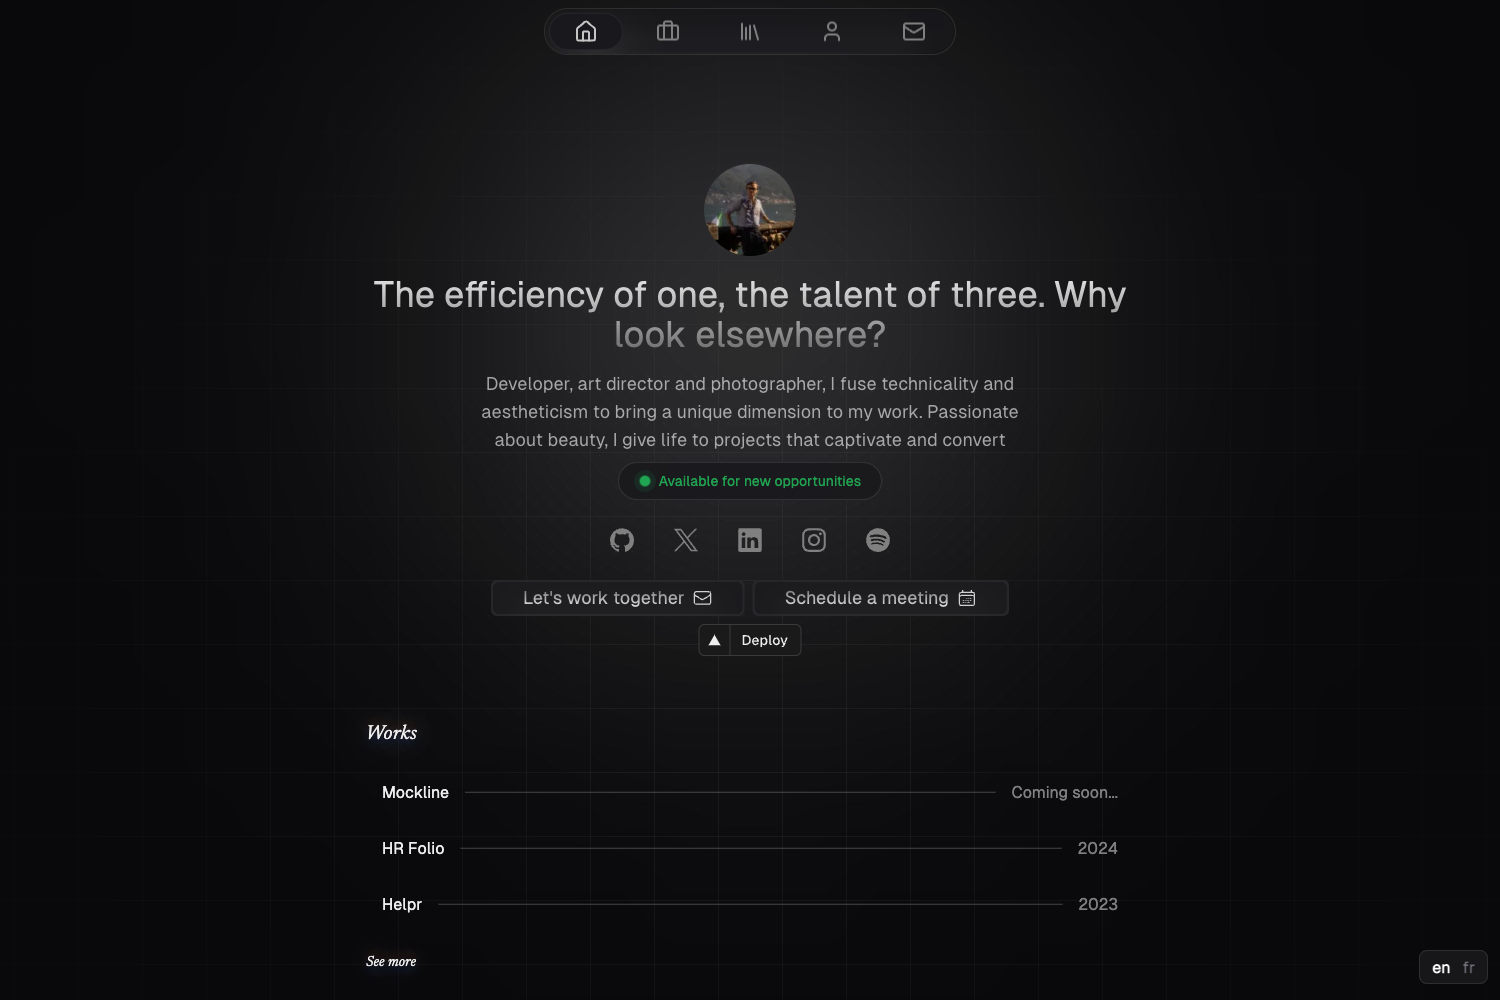 The efficiency of one, the talent of three. Why
look elsewhere?
Developer, art director and photographer, I fuse technicality and
aestheticism to bring a unique dimension to my work. Passionate
about beauty, I give life to projects that captivate and convert
Available for new opportunities
Let's work together
Schedule a meeting
Deploy
Works
Mockline
Coming soon...
HR Folio
2024
Helpr
2023
See more
en fr